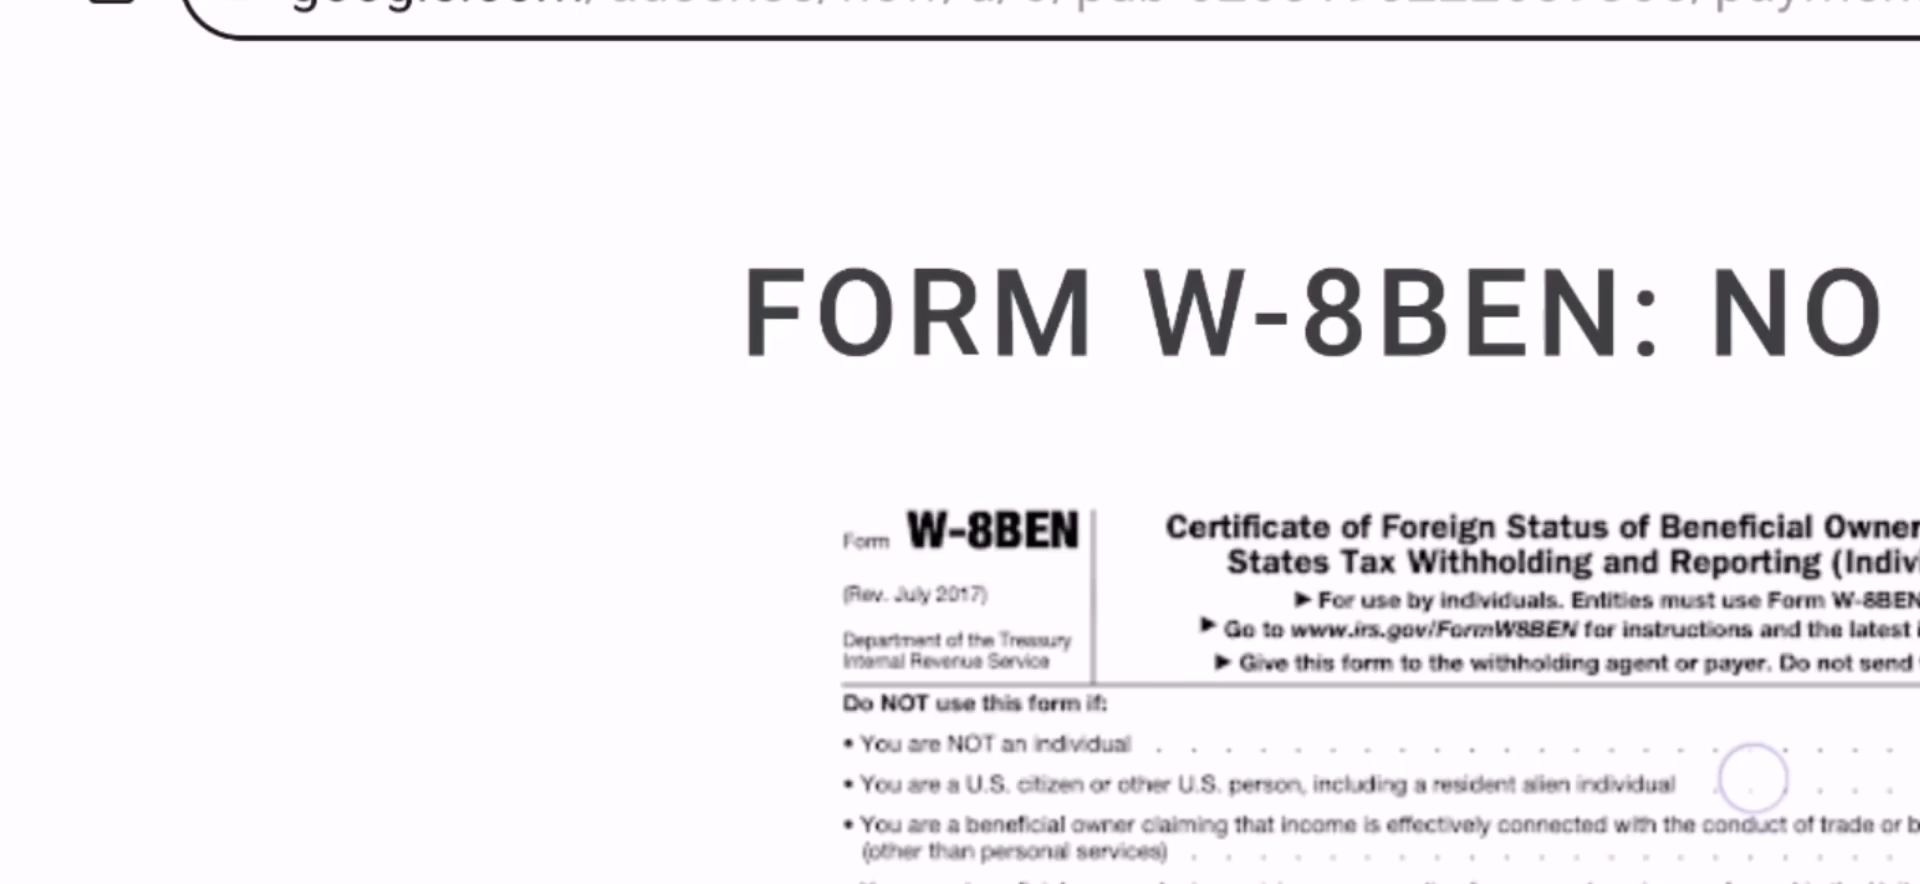 FORM W-8BEN: NO
Form W-8BEN
(Rev. July 2017)
Department of the Treasury
Internal Revenue Service
Certificate of Foreign Status of Beneficial Owner
States Tax Withholding and Reporting
▶ For use by individuals. Entities must use Form W-8BEN
▶ Go to www.irs.gov/FormW8BEN for instructions and the latest
▶ Give this form to the withholding agent or payer. Do not send
Do NOT use this form if:
• You are NOT an individual
• You are a U.S. citizen or other U.S. person, including a resident alien individual
• You are a beneficial owner claiming that income is effectively connected with the conduct of trade or
(other than personal services)